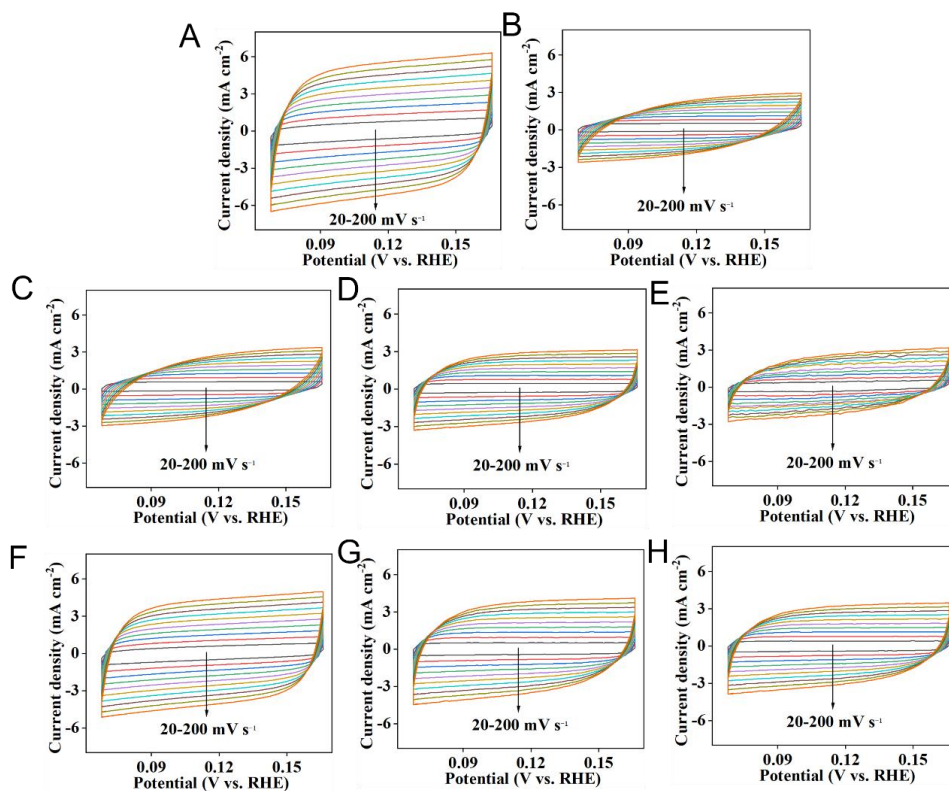 A
Current density (mA cm⁻²)
6
3
0
-3
-6
20-200 mV s⁻¹
0.09
0.12
0.15
Potential (V vs. RHE)
B
Current density (mA cm⁻²)
6
3
0
-3
-6
20-200 mV s⁻¹
0.09
0.12
0.15
Potential (V vs. RHE)
C
Current density (mA cm⁻²)
6
3
0
-3
-6
20-200 mV s⁻¹
0.09
0.12
0.15
Potential (V vs. RHE)
D
Current density (mA cm⁻²)
6
3
0
-3
-6
20-200 mV s⁻¹
0.09
0.12
0.15
Potential (V vs. RHE)
E
Current density (mA cm⁻²)
6
3
0
-3
-6
20-200 mV s⁻¹
0.09
0.12
0.15
Potential (V vs. RHE)
F
Current density (mA cm⁻²)
6
3
0
-3
-6
20-200 mV s⁻¹
0.09
0.12
0.15
Potential (V vs. RHE)
G
Current density (mA cm⁻²)
6
3
0
-3
-6
20-200 mV s⁻¹
0.09
0.12
0.15
Potential (V vs. RHE)
H
Current density (mA cm⁻²)
6
3
0
-3
-6
20-200 mV s⁻¹
0.09
0.12
0.15
Potential (V vs. RHE)